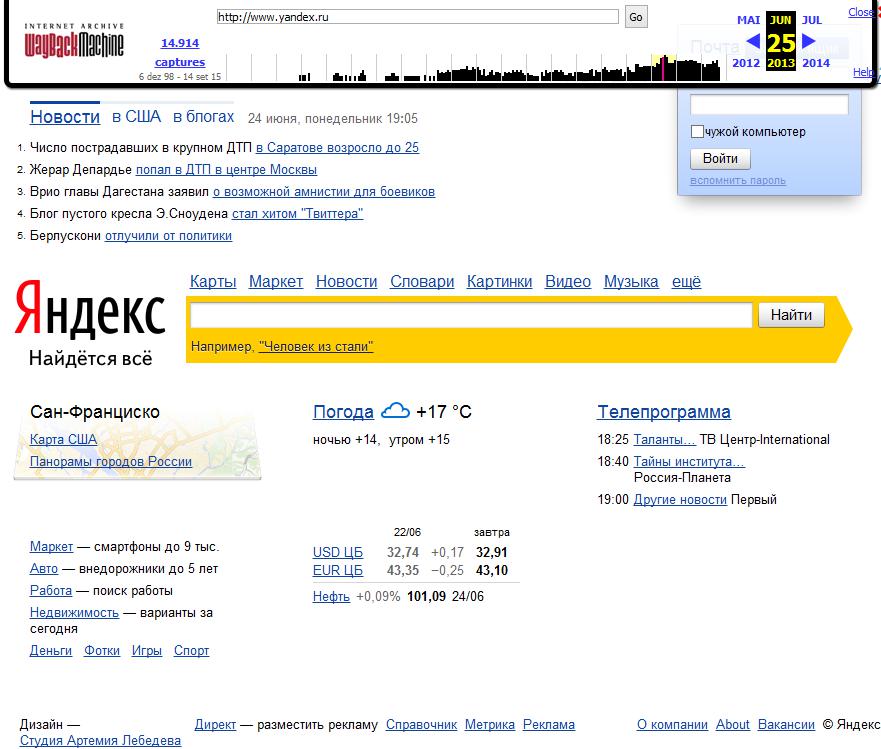 INTERNET ARCHIVE
WayBackMachine
http://www.yandex.ru
Go
14.914
captures
6 dez 98 - 14 set 15
MAI JUN JUL
25
2012 2013 2014
Close
Help
Почта
чужой компьютер
Войти
вспомнить пароль
Новости в США в блогах 24 июня, понедельник 19:05
1. Число пострадавших в крупном ДТП в Саратове возросло до 25
2. Жерар Депардье попал в ДТП в центре Москвы
3. Врио главы Дагестана заявил о возможной амнистии для боевиков
4. Блог пустого кресла Э.Сноудена стал хитом "Твиттера"
5. Берлускони отлучили от политики
Карты Маркет Новости Словари Картинки Видео Музыка ещё
Яндекс
Найдётся всё
Найти
Например, "Человек из стали"
Сан-Франциско
Карта США
Панорамы городов России
Погода +17 °C
ночью +14, утром +15
Телепрограмма
18:25 Таланты... ТВ Центр-International
18:40 Тайны института...
Россия-Планета
19:00 Другие новости Первый
Маркет — смартфоны до 9 тыс.
Авто — внедорожники до 5 лет
Работа — поиск работы
Недвижимость — варианты за
сегодня
Деньги Фотки Игры Спорт
22/06 завтра
USD ЦБ 32,74 +0,17 32,91
EUR ЦБ 43,35 −0,25 43,10
Нефть +0,09% 101,09 24/06
Дизайн —
Студия Артемия Лебедева
Директ — разместить рекламу Справочник Метрика Реклама
О компании About Вакансии © Яндекс